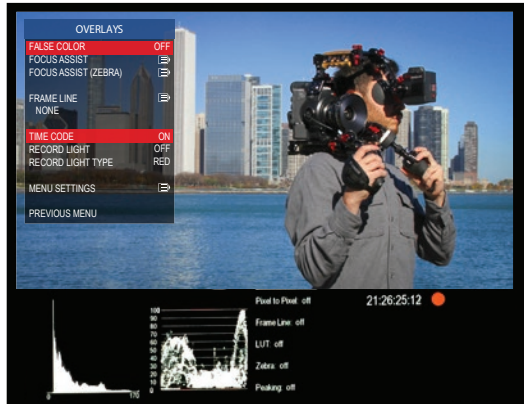 OVERLAYS
FALSE COLOR OFF
FOCUS ASSIST
FOCUS ASSIST (ZEBRA)
FRAME LINE
NONE
TIME CODE ON
RECORD LIGHT OFF
RECORD LIGHT TYPE RED
MENU SETTINGS
PREVIOUS MENU
Pixel to Pixel: off
21:26:25:12
Frame Line: off
LUT: off
Zebra: off
Peaking: off
100
90
80
70
60
50
40
30
20
10
0
0 176